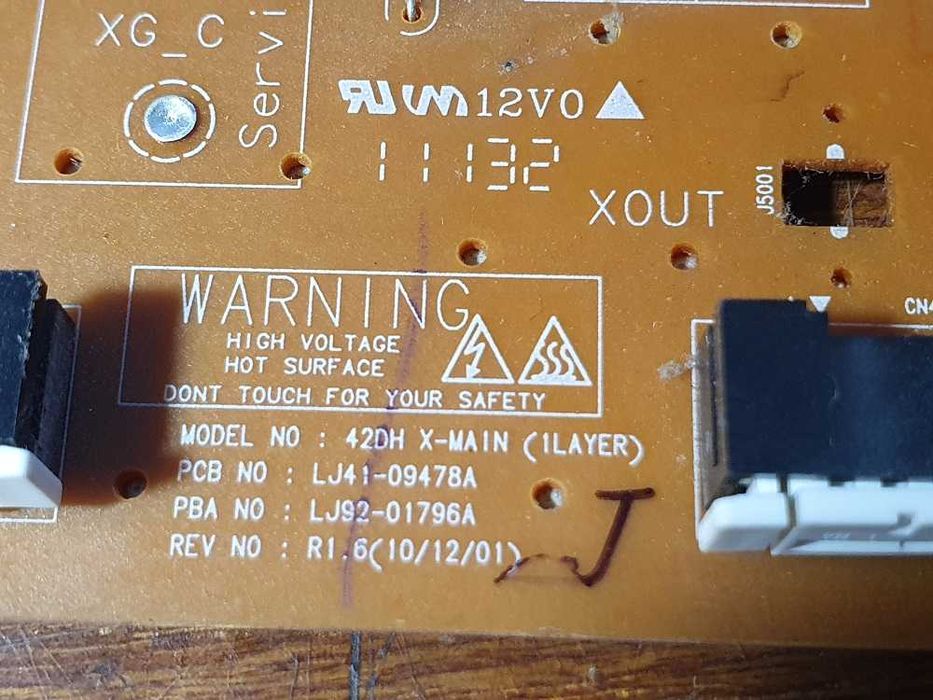 XG_C
Servi
12V0
11132
XOUT
J5001
WARNING
HIGH VOLTAGE
HOT SURFACE
DONT TOUCH FOR YOUR SAFETY
CN4
MODEL NO : 42DH X-MAIN (1LAYER)
PCB NO : LJ41-09478A
PBA NO : LJ92-01796A
REV NO : R1.6(10/12/01)
J